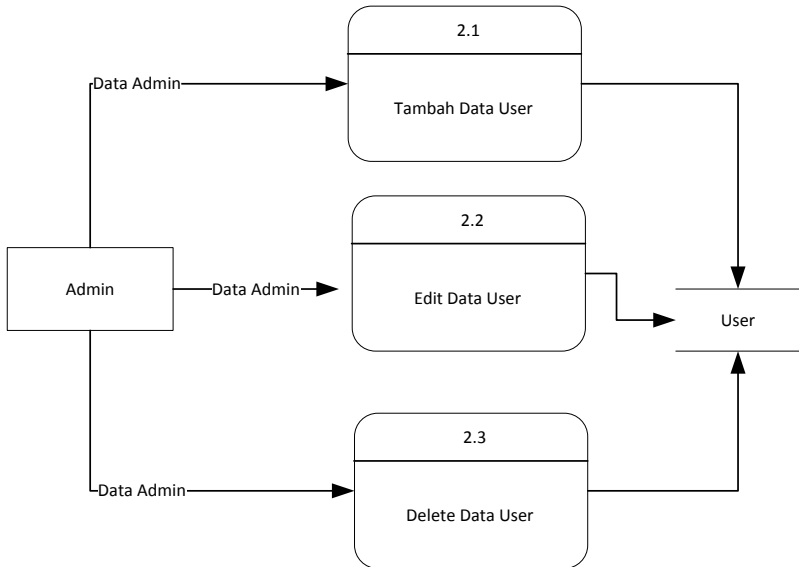 2.1
Data Admin
Tambah Data User
2.2
Admin
Data Admin
Edit Data User
User
2.3
Data Admin
Delete Data User